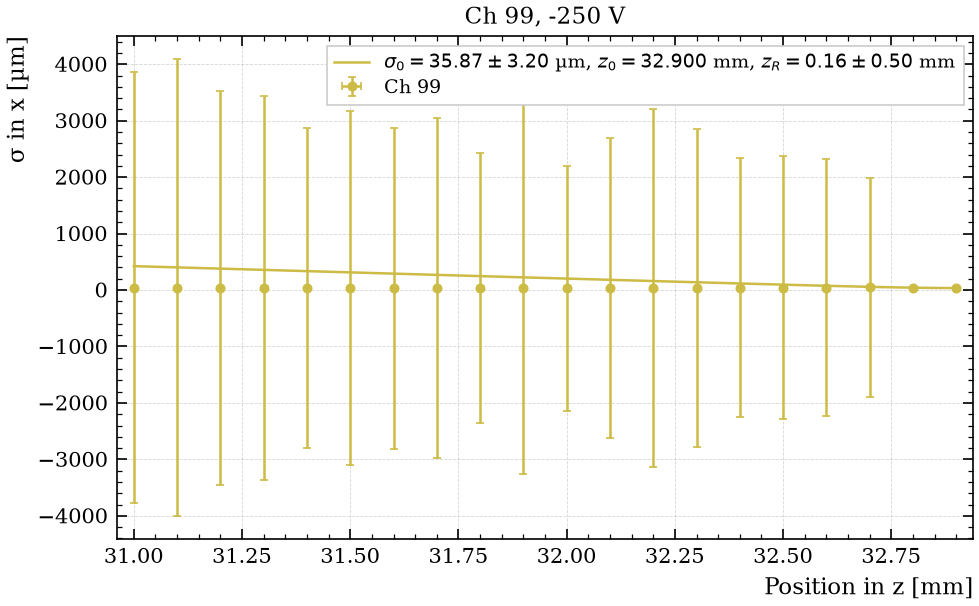 Ch 99, -250 V
σ in x [µm]
σ₀ = 35.87 ± 3.20 µm, z₀ = 32.900 mm, z_R = 0.16 ± 0.50 mm
Ch 99
4000
3000
2000
1000
0
−1000
−2000
−3000
−4000
31.00 31.25 31.50 31.75 32.00 32.25 32.50 32.75
Position in z [mm]